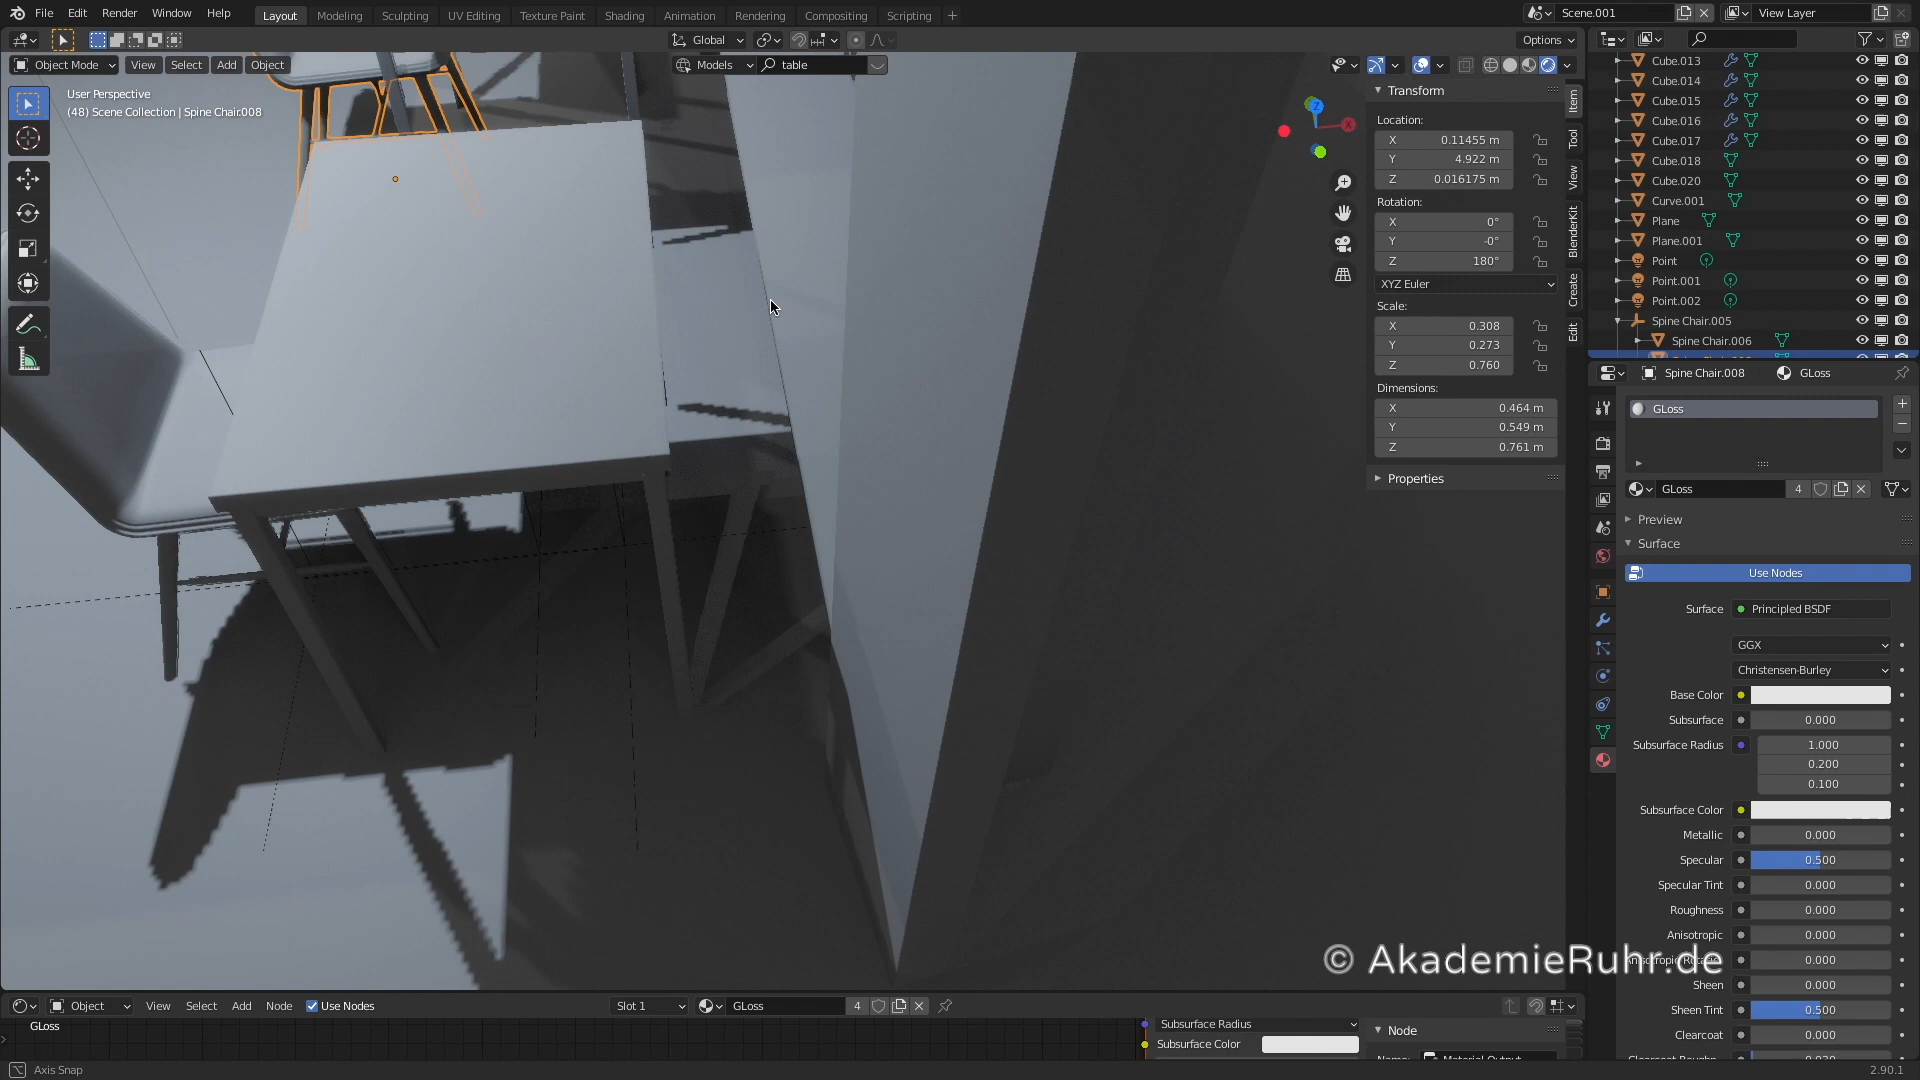 File Edit Render Window Help Layout Modeling Sculpting UV Editing Texture Paint Shading Animation Rendering Compositing Scripting + Scene.001 View Layer
Global Options
Object Mode View Select Add Object Models table
User Perspective
(48) Scene Collection | Spine Chair.008
Transform
Location:
X 0.11455 m
Y 4.922 m
Z 0.016175 m
Rotation:
X 0°
Y -0°
Z 180°
XYZ Euler
Scale:
X 0.308
Y 0.273
Z 0.760
Dimensions:
X 0.464 m
Y 0.549 m
Z 0.761 m
Properties
Item
Tool
View
BlenderKit
Create
Edit
Cube.013
Cube.014
Cube.015
Cube.016
Cube.017
Cube.018
Cube.020
Curve.001
Plane
Plane.001
Point
Point.001
Point.002
Spine Chair.005
Spine Chair.006
Spine Chair.008 GLoss
GLoss
GLoss 4
Preview
Surface
Use Nodes
Surface Principled BSDF
GGX
Christensen-Burley
Base Color
Subsurface 0.000
Subsurface Radius 1.000
0.200
0.100
Subsurface Color
Metallic 0.000
Specular 0.500
Specular Tint 0.000
Roughness 0.000
Anisotropic 0.000
Anisotropic Rotatic 0.000
Sheen 0.000
Sheen Tint 0.500
Clearcoat 0.000
© AkademieRuhr.de
Object View Select Add Node Use Nodes Slot 1 GLoss 4
GLoss
Subsurface Radius
Subsurface Color
Node
Material Output
Axis Snap 2.90.1